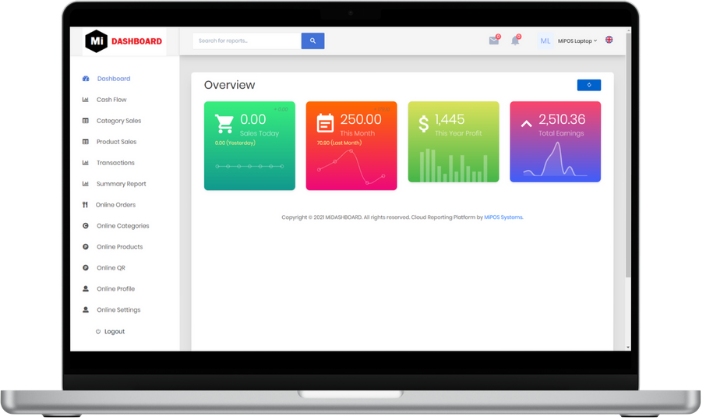 Mi DASHBOARD
Search for reports...
ML MIPOS Laptop
Dashboard
Cash Flow
Category Sales
Product Sales
Transactions
Summary Report
Online Orders
Online Categories
Online Products
Online QR
Online Profile
Online Settings
Logout
Overview
0.00
Sales Today
0.00 (Yesterday)
250.00
This Month
70.00 (Last Month)
$ 1,445
This Year Profit
2,510.36
Total Earnings
Copyright © 2021 MIDASHBOARD. All rights reserved. Cloud Reporting Platform by MIPOS Systems.